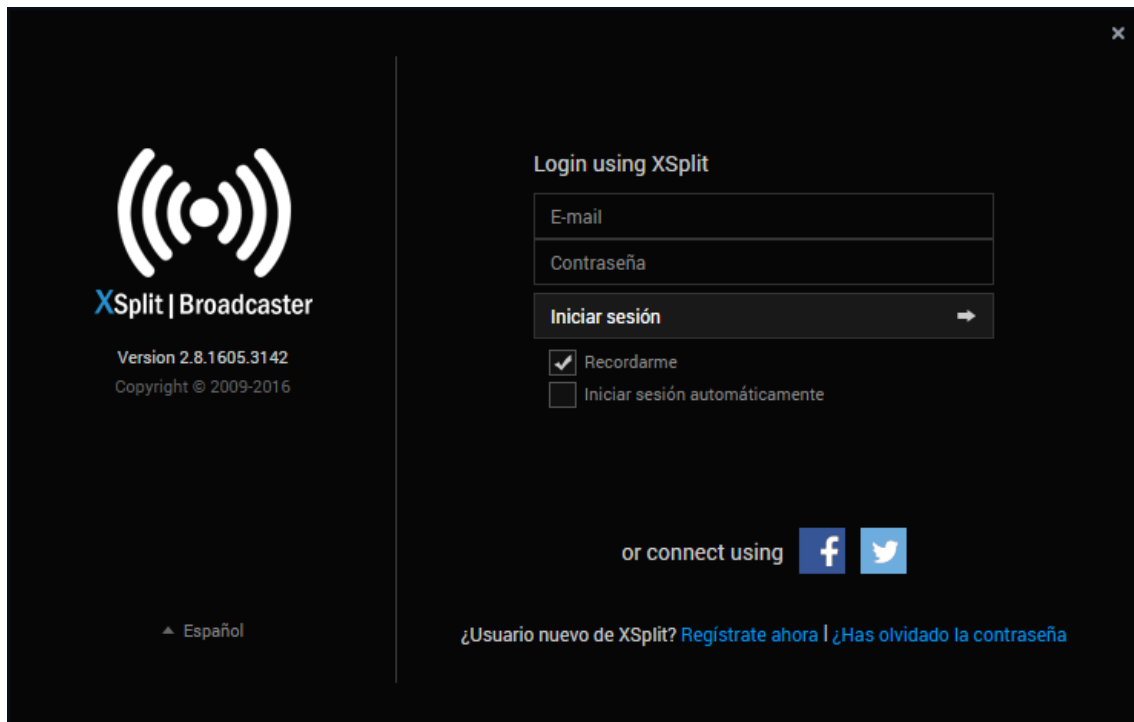 XSplit | Broadcaster
Version 2.8.1605.3142
Copyright © 2009-2016
Español
Login using XSplit
E-mail
Contraseña
Iniciar sesión
Recordarme
Iniciar sesión automáticamente
or connect using
¿Usuario nuevo de XSplit? Regístrate ahora | ¿Has olvidado la contraseña